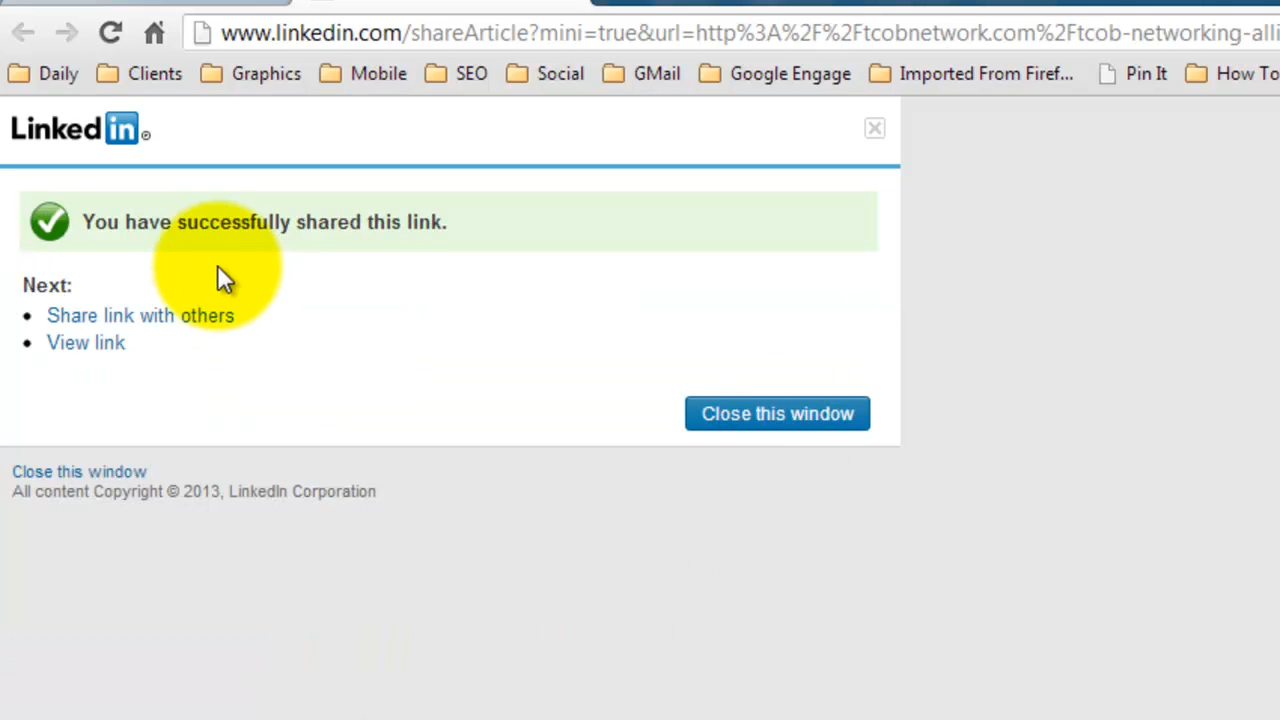 www.linkedin.com/shareArticle?mini=true&url=http%3A%2F%2Ftcobnetwork.com%2Ftcob-networking-alli
Daily Clients Graphics Mobile SEO Social GMail Google Engage Imported From Firef... Pin It How To
Linked in ®
You have successfully shared this link.
Next:
• Share link with others
• View link
Close this window
Close this window
All content Copyright © 2013, LinkedIn Corporation